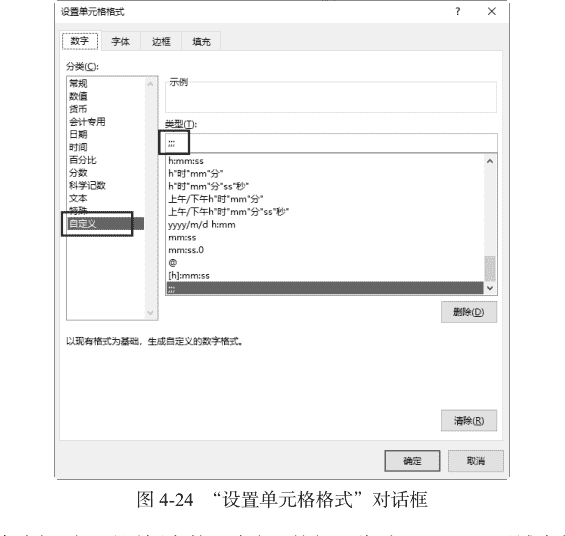 设置单元格格式 ? ×
数字 字体 边框 填充
分类(C):
常规
数值
货币
会计专用
日期
时间
百分比
分数
科学记数
文本
特殊
自定义
示例
类型(T):
;;;
h:mm:ss
h"时"mm"分"
h"时"mm"分"ss"秒"
上午/下午h"时"mm"分"
上午/下午h"时"mm"分"ss"秒"
yyyy/m/d h:mm
mm:ss
mm:ss.0
@
[h]:mm:ss
;;;
删除(D)
以现有格式为基础，生成自定义的数字格式。
清除(R)
确定 取消
图 4-24 “设置单元格格式”对话框